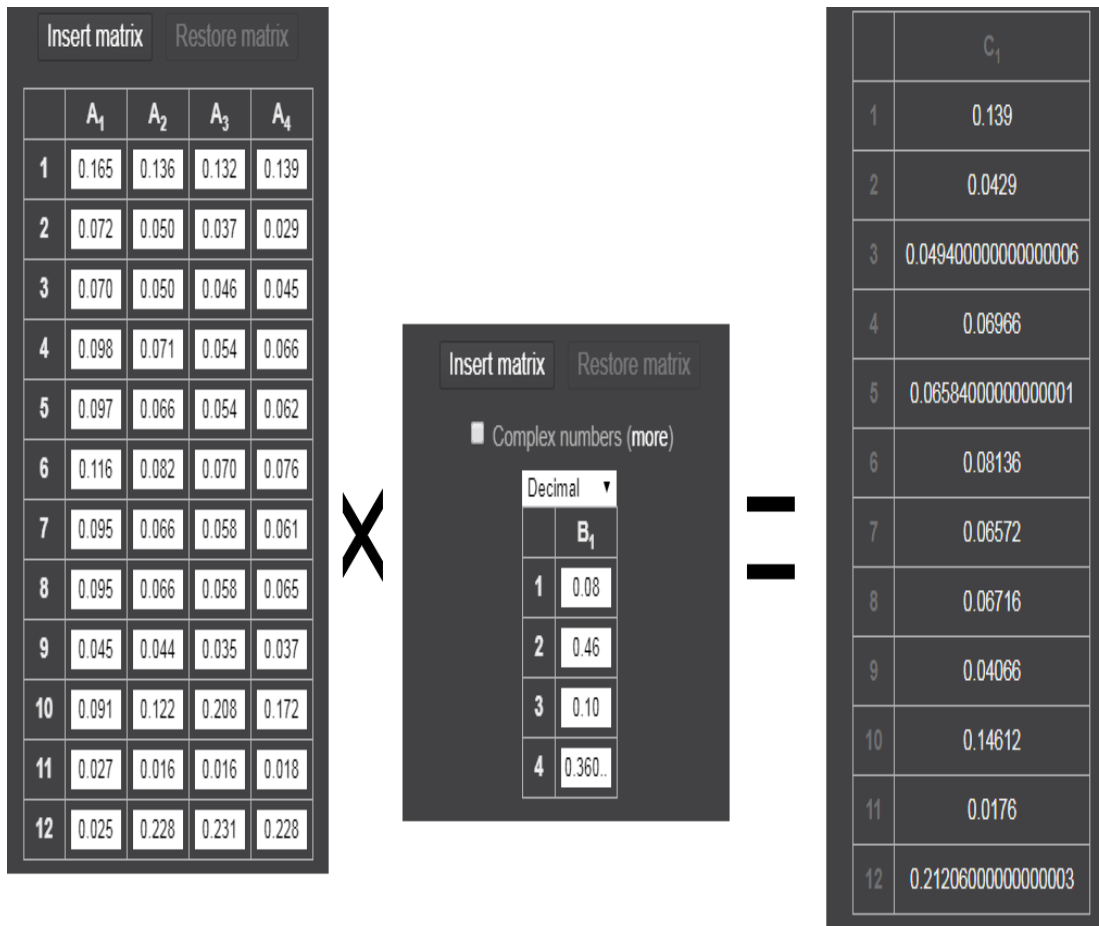 Insert matrix Restore matrix
A1 A2 A3 A4
1 0.165 0.136 0.132 0.139
2 0.072 0.050 0.037 0.029
3 0.070 0.050 0.046 0.045
4 0.098 0.071 0.054 0.066
5 0.097 0.066 0.054 0.062
6 0.116 0.082 0.070 0.076
7 0.095 0.066 0.058 0.061
8 0.095 0.066 0.058 0.065
9 0.045 0.044 0.035 0.037
10 0.091 0.122 0.208 0.172
11 0.027 0.016 0.016 0.018
12 0.025 0.228 0.231 0.228
x
Insert matrix Restore matrix
Complex numbers (more)
Decimal
B1
1 0.08
2 0.46
3 0.10
4 0.360..
=
C1
1 0.139
2 0.0429
3 0.049400000000000006
4 0.06966
5 0.06584000000000001
6 0.08136
7 0.06572
8 0.06716
9 0.04066
10 0.14612
11 0.0176
12 0.21206000000000003